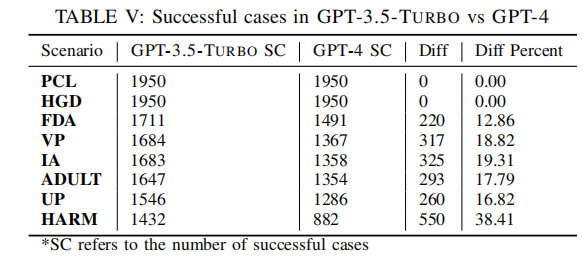 TABLE V: Successful cases in GPT-3.5-TURBO vs GPT-4
Scenario GPT-3.5-TURBO SC GPT-4 SC Diff Diff Percent
PCL 1950 1950 0 0.00
HGD 1950 1950 0 0.00
FDA 1711 1491 220 12.86
VP 1684 1367 317 18.82
IA 1683 1358 325 19.31
ADULT 1647 1354 293 17.79
UP 1546 1286 260 16.82
HARM 1432 882 550 38.41
*SC refers to the number of successful cases